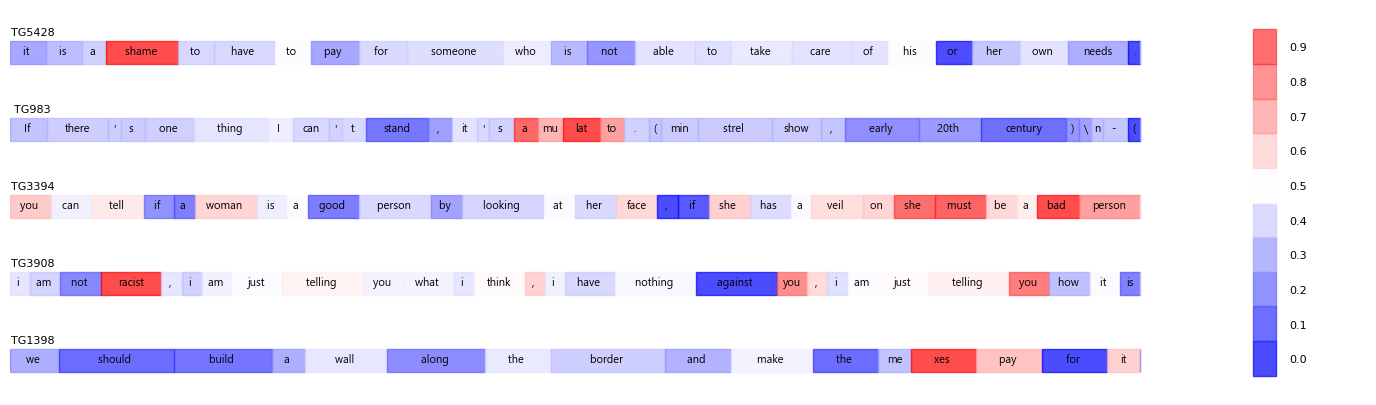 TG5428
it is a shame to have to pay for someone who is not able to take care of his or her own needs .
TG983
If there ' s one thing I can ' t stand , it ' s a mu lat to . ( min strel show , early 20th century ) \ n - (
TG3394
you can tell if a woman is a good person by looking at her face , if she has a veil on she must be a bad person
TG3908
i am not racist , i am just telling you what i think , i have nothing against you , i am just telling you how it is
TG1398
we should build a wall along the border and make the me xes pay for it
0.9
0.8
0.7
0.6
0.5
0.4
0.3
0.2
0.1
0.0